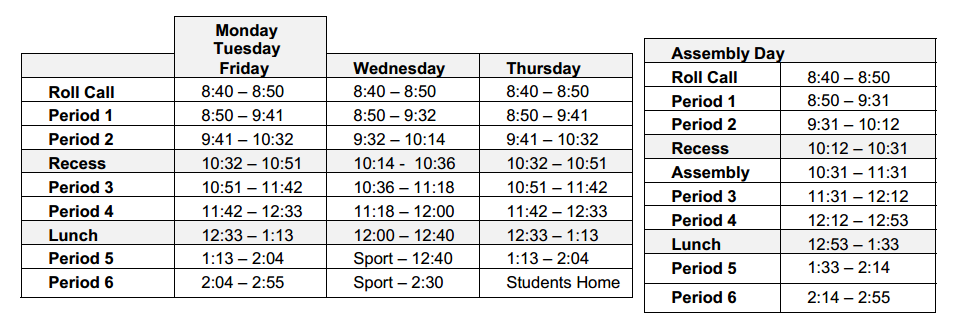 Monday
Tuesday
Friday Wednesday Thursday
Roll Call 8:40 – 8:50 8:40 – 8:50 8:40 – 8:50
Period 1 8:50 – 9:41 8:50 – 9:32 8:50 – 9:41
Period 2 9:41 – 10:32 9:32 – 10:14 9:41 – 10:32
Recess 10:32 – 10:51 10:14 - 10:36 10:32 – 10:51
Period 3 10:51 – 11:42 10:36 – 11:18 10:51 – 11:42
Period 4 11:42 – 12:33 11:18 – 12:00 11:42 – 12:33
Lunch 12:33 – 1:13 12:00 – 12:40 12:33 – 1:13
Period 5 1:13 – 2:04 Sport – 12:40 1:13 – 2:04
Period 6 2:04 – 2:55 Sport – 2:30 Students Home
Assembly Day
Roll Call 8:40 – 8:50
Period 1 8:50 – 9:31
Period 2 9:31 – 10:12
Recess 10:12 – 10:31
Assembly 10:31 – 11:31
Period 3 11:31 – 12:12
Period 4 12:12 – 12:53
Lunch 12:53 – 1:33
Period 5 1:33 – 2:14
Period 6 2:14 – 2:55